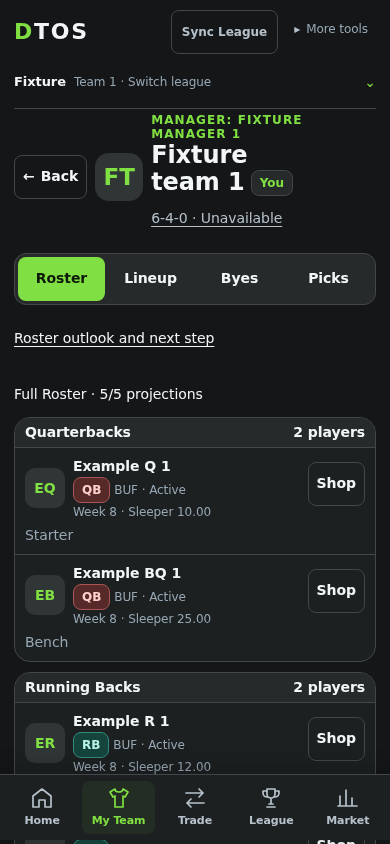 DTOS
Sync League
▸ More tools
Fixture Team 1 · Switch league
MANAGER: FIXTURE
MANAGER 1
← Back
FT
Fixture
team 1 You
6-4-0 · Unavailable
Roster Lineup Byes Picks
Roster outlook and next step
Full Roster · 5/5 projections
Quarterbacks 2 players
Example Q 1
EQ QB BUF · Active Shop
Week 8 · Sleeper 10.00
Starter
Example BQ 1
EB QB BUF · Active Shop
Week 8 · Sleeper 25.00
Bench
Running Backs 2 players
Example R 1
ER RB BUF · Active Shop
Week 8 · Sleeper 12.00
Home My Team Trade League Market
Shop